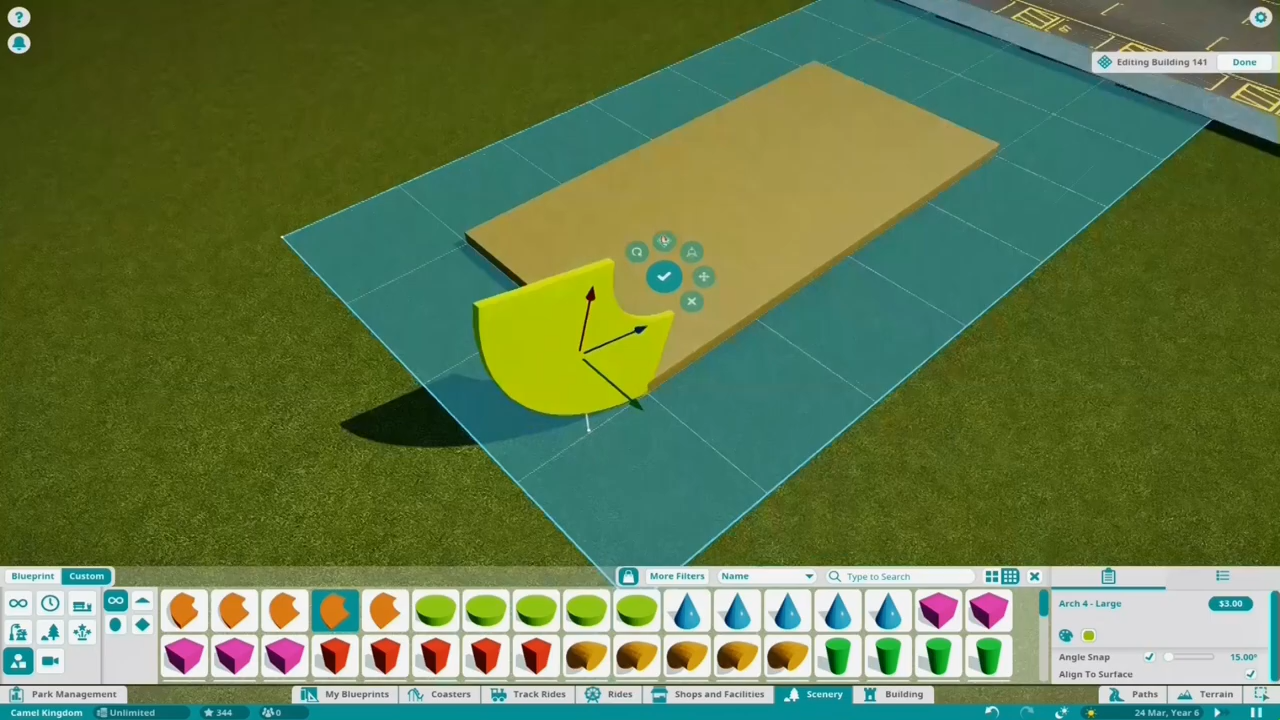 ?
Editing Building 141 Done
Blueprint Custom More Filters Name Type to Search
Arch 4 - Large $3.00
Angle Snap 15.00°
Align To Surface
Park Management My Blueprints Coasters Track Rides Rides Shops and Facilities Scenery Building Paths Terrain
Camel Kingdom Unlimited 344 0 24 Mar, Year 6